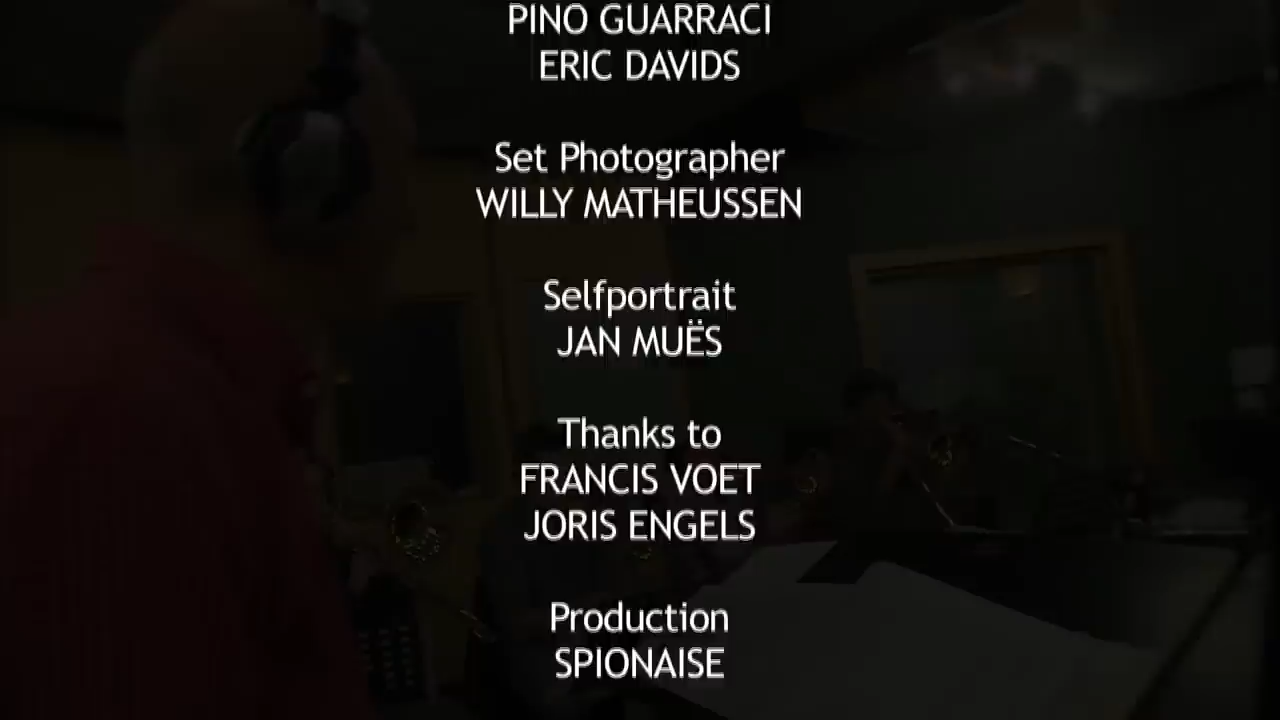 PINO GUARRACI
ERIC DAVIDS
Set Photographer
WILLY MATHEUSSEN
Selfportrait
JAN MUËS
Thanks to
FRANCIS VOET
JORIS ENGELS
Production
SPIONAISE